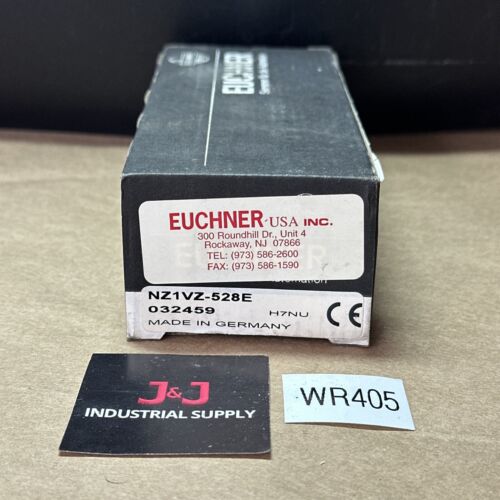 EUCHNER
EUCHNER USA INC.
300 Roundhill Dr., Unit 4
Rockaway, NJ 07866
TEL: (973) 586-2600
FAX: (973) 586-1590
EUCHNER
NZ1VZ-528E
032459
H7NU
CE
MADE IN GERMANY
J&J
INDUSTRIAL SUPPLY
WR405